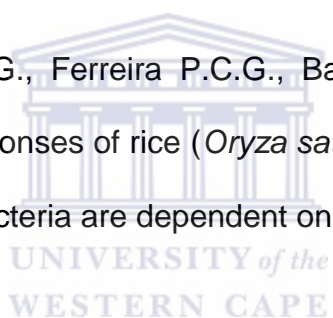 G., Ferreira P.C.G., Ba
onses of rice (Oryza sa
cteria are dependent on
UNIVERSITY of the
WESTERN CAPE